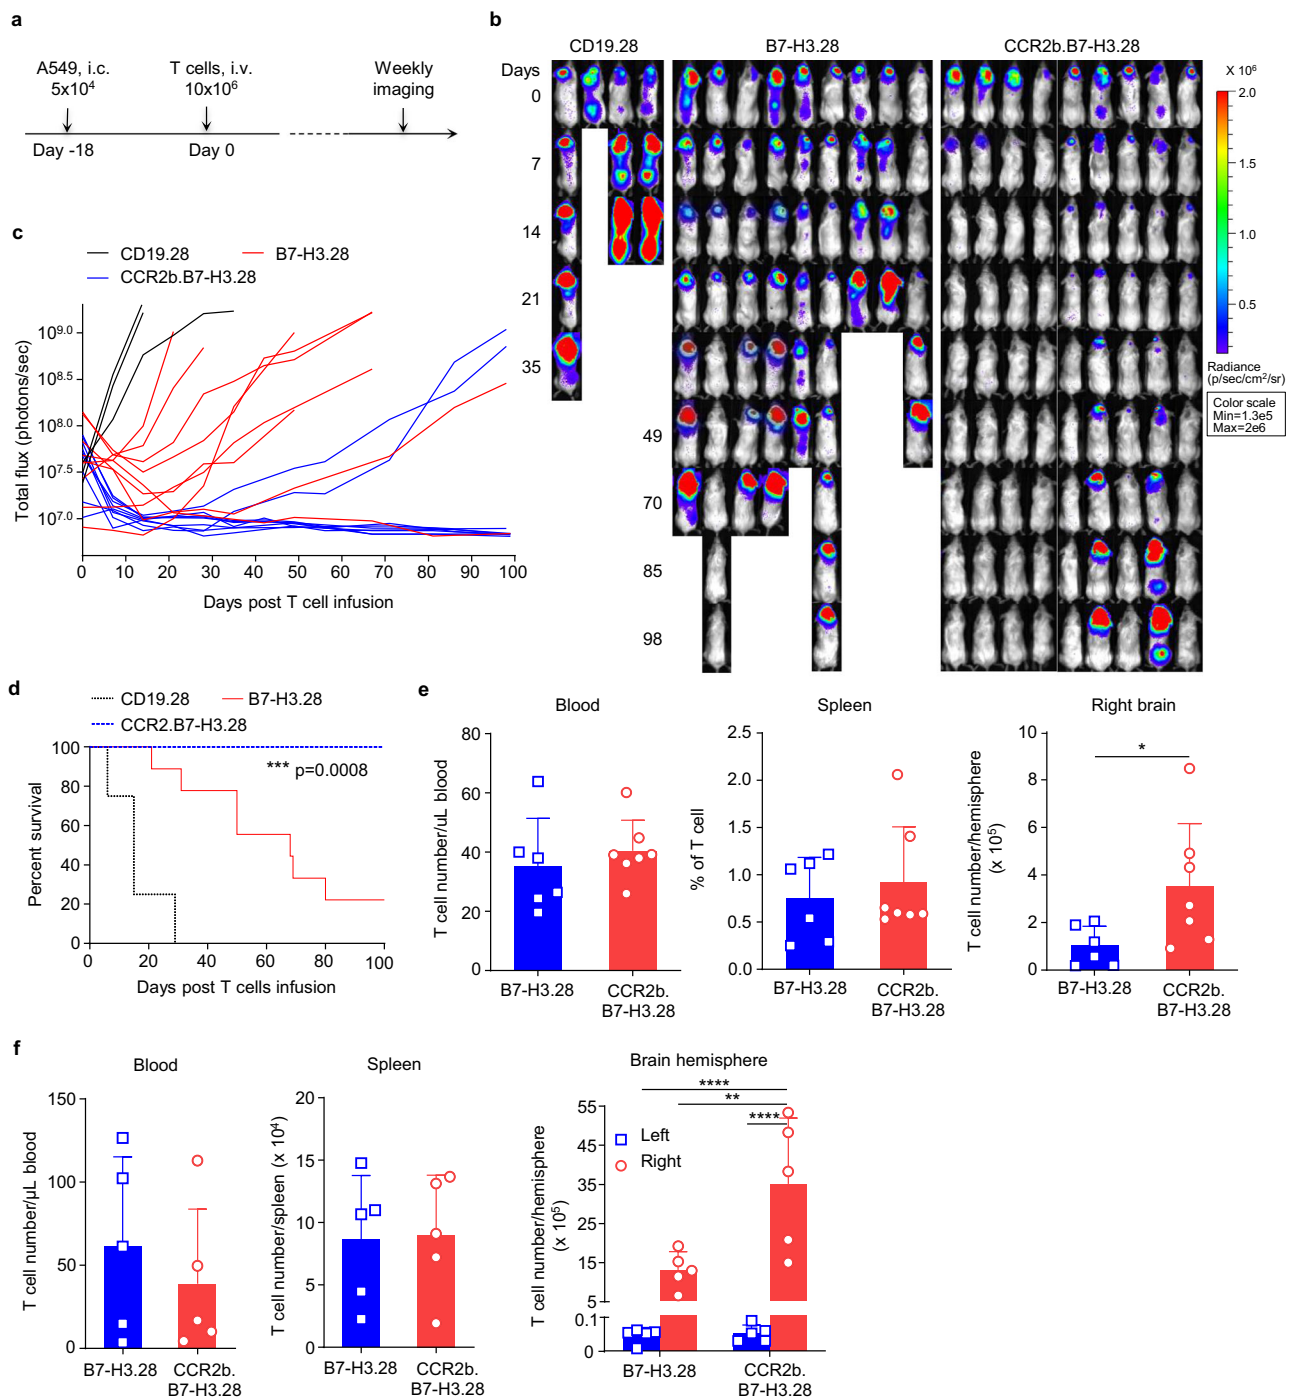 a
A549, i.c.
5x10⁴
T cells, i.v.
10x10⁶
Weekly
imaging
Day -18
Day 0
b
CD19.28
B7-H3.28
CCR2b.B7-H3.28
Days
0
7
14
21
35
49
70
85
98
X 10⁶
2.0
1.5
1.0
0.5
Radiance
(p/sec/cm²/sr)
Color scale
Min=1.3e5
Max=2e6
c
CD19.28
B7-H3.28
CCR2b.B7-H3.28
Total flux (photons/sec)
10⁹·⁰
10⁸·⁵
10⁸·⁰
10⁷·⁵
10⁷·⁰
0 10 20 30 40 50 60 70 80 90 100
Days post T cell infusion
d
CD19.28
B7-H3.28
CCR2.B7-H3.28
*** p=0.0008
Percent survival
100
80
60
40
20
0
0 20 40 60 80 100
Days post T cells infusion
e
Blood
T cell number/uL blood
80
60
40
20
0
B7-H3.28
CCR2b.
B7-H3.28
Spleen
% of T cell
2.5
2.0
1.5
1.0
0.5
0.0
B7-H3.28
CCR2b.
B7-H3.28
Right brain
T cell number/hemisphere
(x 10⁵)
10
8
6
4
2
0
*
B7-H3.28
CCR2b.
B7-H3.28
f
Blood
T cell number/µL blood
150
100
50
0
B7-H3.28
CCR2b.
B7-H3.28
Spleen
T cell number/spleen (x 10⁴)
20
15
10
5
0
B7-H3.28
CCR2b.
B7-H3.28
Brain hemisphere
T cell number/hemisphere
(x 10⁵)
55
45
35
25
15
5
0.1
0
****
**
****
Left
Right
B7-H3.28
CCR2b.
B7-H3.28